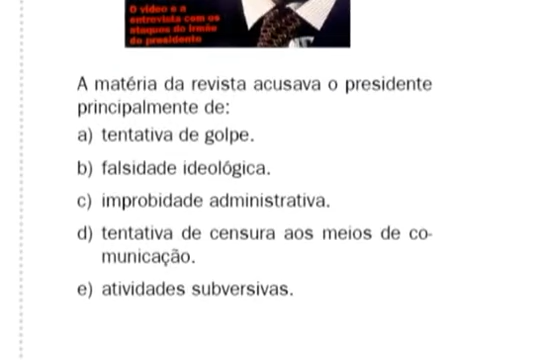 O vídeo e a
entrevista com os
ataques do irmão
do presidente
A matéria da revista acusava o presidente
principalmente de:
a) tentativa de golpe.
b) falsidade ideológica.
c) improbidade administrativa.
d) tentativa de censura aos meios de co-
municação.
e) atividades subversivas.